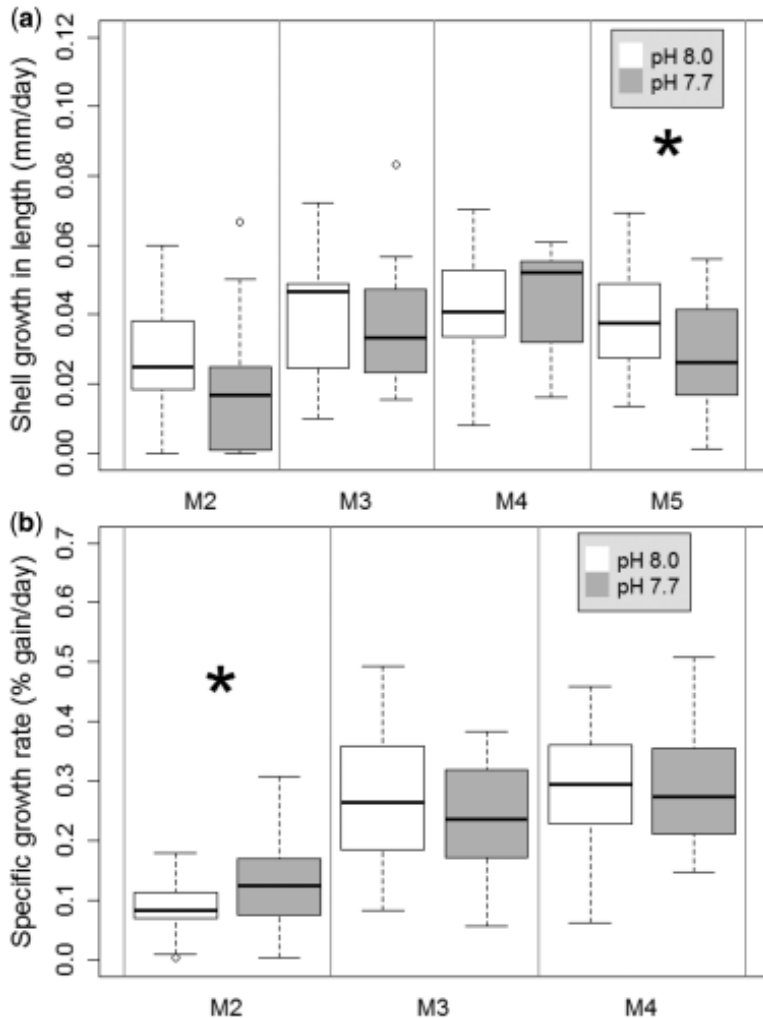 (a)
Shell growth in length (mm/day)
0.12
0.10
0.08
0.06
0.04
0.02
0.00
pH 8.0
pH 7.7
*
M2 M3 M4 M5
(b)
Specific growth rate (% gain/day)
0.7
0.6
0.5
0.4
0.3
0.2
0.1
0.0
pH 8.0
pH 7.7
*
M2 M3 M4